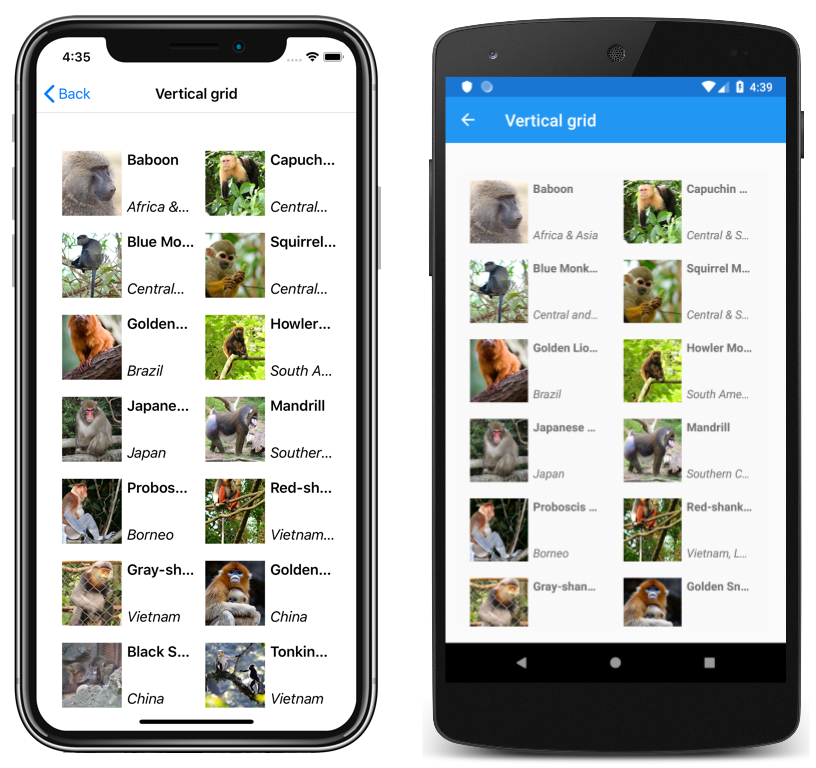 4:35
Back
Vertical grid
Baboon
Capuch...
Africa &...
Central...
Blue Mo...
Squirrel...
Central...
Central...
Golden...
Howler...
Brazil
South A...
Japane...
Mandrill
Japan
Souther...
Probos...
Red-sh...
Borneo
Vietnam...
Gray-sh...
Golden...
Vietnam
China
Black S...
Tonkin...
China
Vietnam
4:39
Vertical grid
Baboon
Capuchin ...
Africa & Asia
Central & S...
Blue Monk...
Squirrel M...
Central and...
Central & S...
Golden Lio...
Howler Mo...
Brazil
South Ame...
Japanese ...
Mandrill
Japan
Southern C...
Proboscis ...
Red-shank...
Borneo
Vietnam, L...
Gray-shan...
Golden Sn...